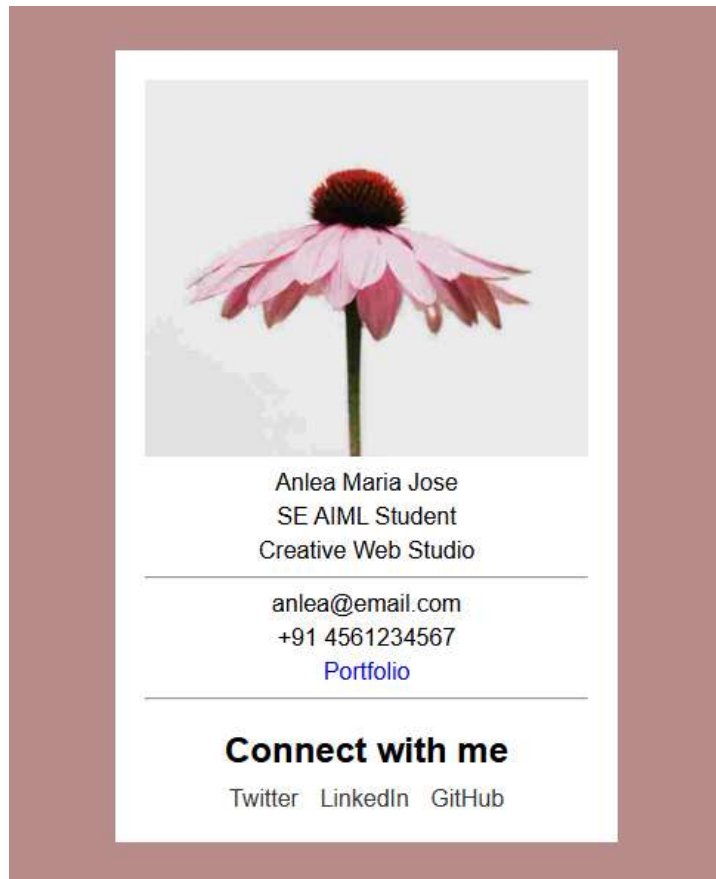 Anlea Maria Jose
SE AIML Student
Creative Web Studio
anlea@email.com
+91 4561234567
Portfolio
Connect with me
Twitter LinkedIn GitHub